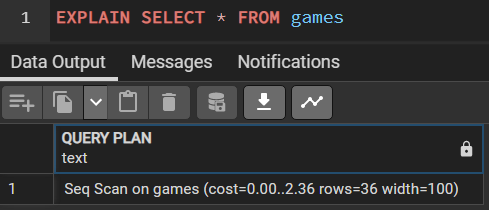 1 EXPLAIN SELECT * FROM games
Data Output Messages Notifications
QUERY PLAN
text
1 Seq Scan on games (cost=0.00..2.36 rows=36 width=100)